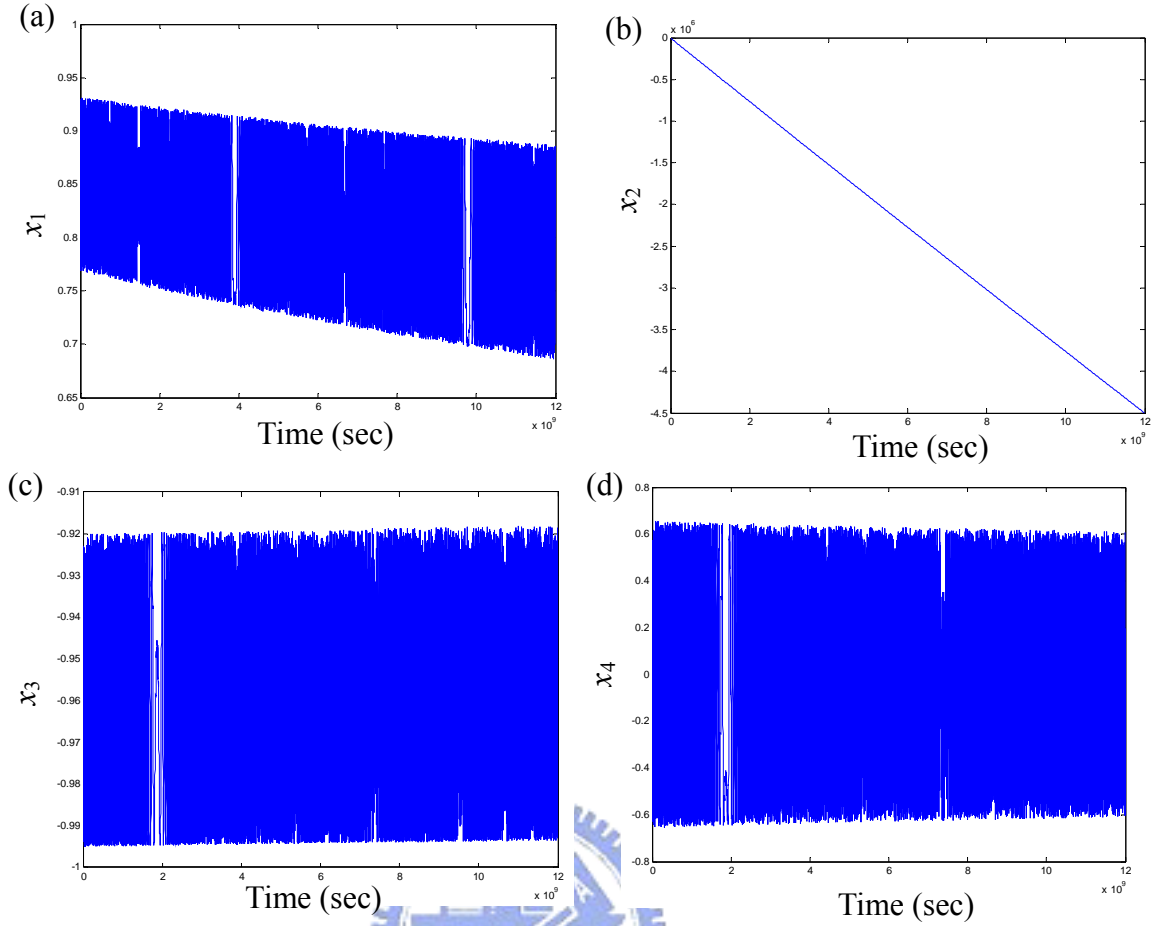 (a)
1
0.95
0.9
0.85
0.8
0.75
0.7
0.65
x1
0 2 4 6 8 10 12
x 10^9
Time (sec)
(b)
x 10^6
0
-0.5
-1
-1.5
-2
-2.5
-3
-3.5
-4
-4.5
x2
0 2 4 6 8 10 12
x 10^9
Time (sec)
(c)
-0.91
-0.92
-0.93
-0.94
-0.95
-0.96
-0.97
-0.98
-0.99
-1
x3
0 2 4 6 8 10 12
x 10^9
Time (sec)
(d)
0.8
0.6
0.4
0.2
0
-0.2
-0.4
-0.6
-0.8
x4
0 2 4 6 8 10 12
x 10^9
Time (sec)